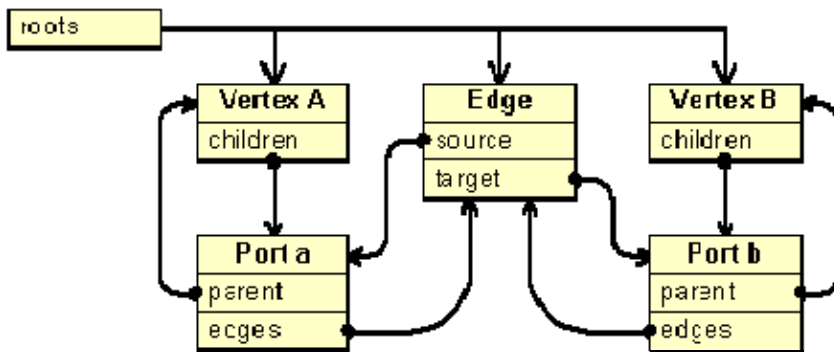 roots
Vertex A
children
Edge
source
target
Vertex B
children
Port a
parent
edges
Port b
parent
edges